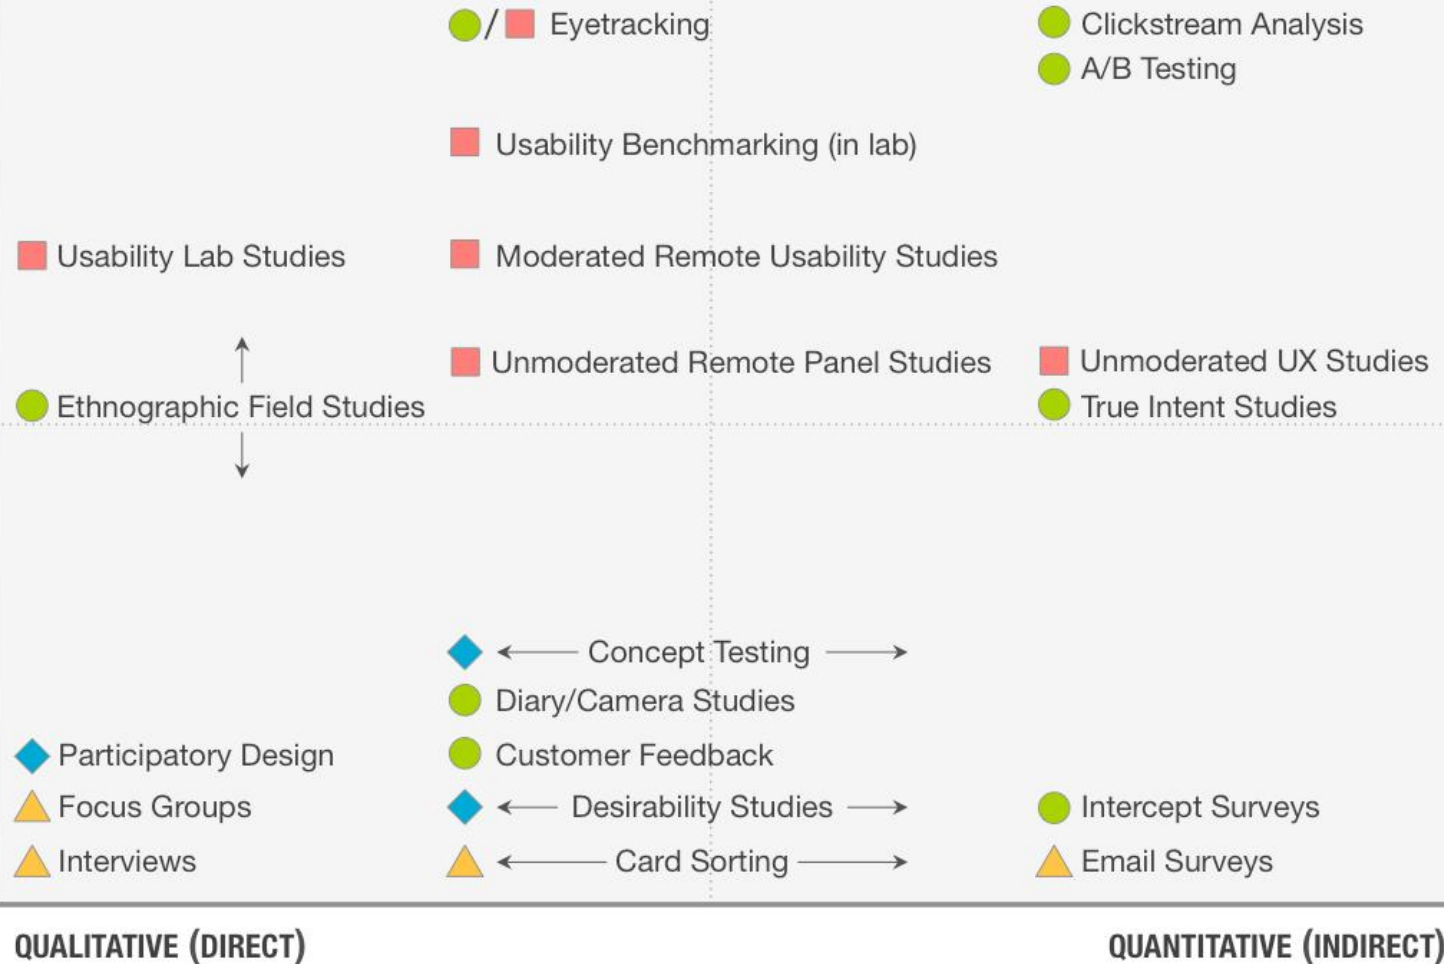 / Eyetracking
Clickstream Analysis
A/B Testing
Usability Benchmarking (in lab)
Usability Lab Studies
Moderated Remote Usability Studies
Unmoderated Remote Panel Studies
Unmoderated UX Studies
Ethnographic Field Studies
True Intent Studies
Concept Testing
Diary/Camera Studies
Participatory Design
Customer Feedback
Focus Groups
Desirability Studies
Intercept Surveys
Interviews
Card Sorting
Email Surveys
QUALITATIVE (DIRECT)
QUANTITATIVE (INDIRECT)